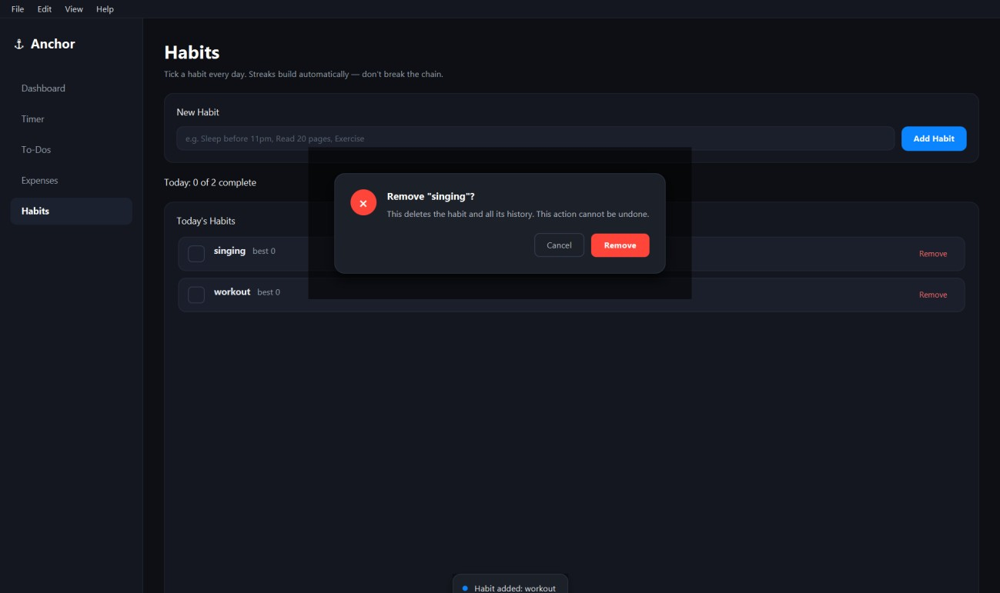 File Edit View Help
⚓ Anchor
Dashboard
Timer
To-Dos
Expenses
Habits
Habits
Tick a habit every day. Streaks build automatically — don't break the chain.
New Habit
e.g. Sleep before 11pm, Read 20 pages, Exercise
Add Habit
Today: 0 of 2 complete
Remove "singing"?
This deletes the habit and all its history. This action cannot be undone.
Cancel Remove
Today's Habits
singing best 0 Remove
workout best 0 Remove
Habit added: workout